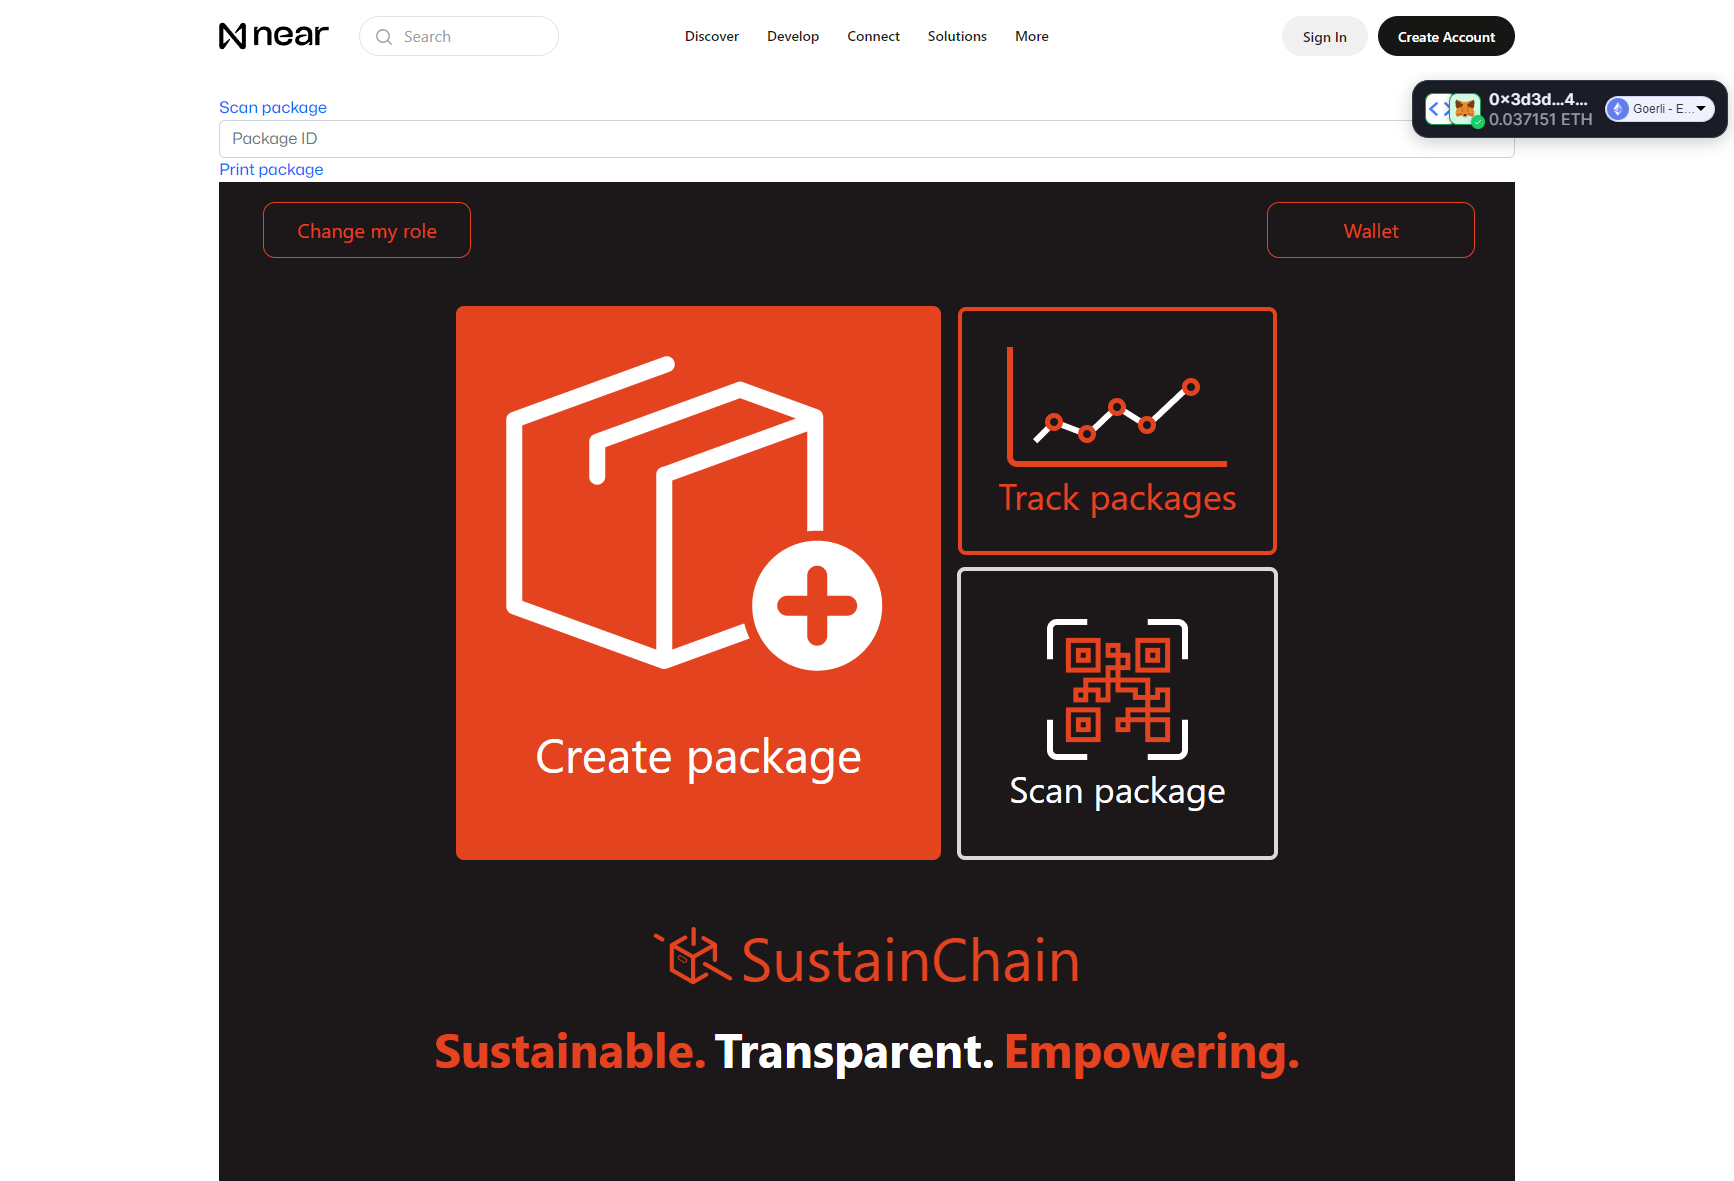 near
Search
Discover
Develop
Connect
Solutions
More
Sign In
Create Account
0x3d3d...4...
0.037151 ETH
Goerli - E...
Scan package
Package ID
Print package
Change my role
Wallet
Create package
Track packages
Scan package
SustainChain
Sustainable. Transparent. Empowering.